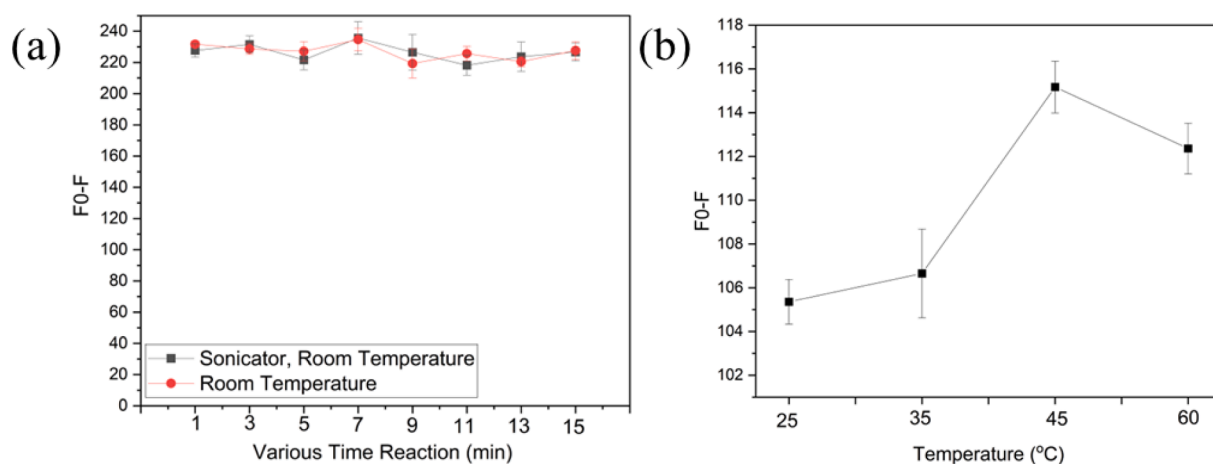 (a)
F0-F
240
220
200
180
160
140
120
100
80
60
40
20
0
Sonicator, Room Temperature
Room Temperature
1 3 5 7 9 11 13 15
Various Time Reaction (min)
(b)
F0-F
118
116
114
112
110
108
106
104
102
25 35 45 60
Temperature (ºC)